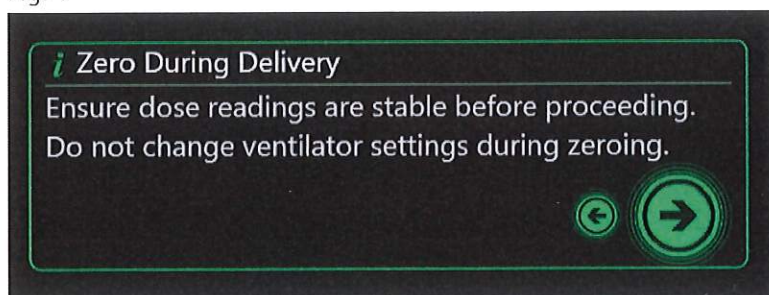 i Zero During Delivery
Ensure dose readings are stable before proceeding.
Do not change ventilator settings during zeroing.